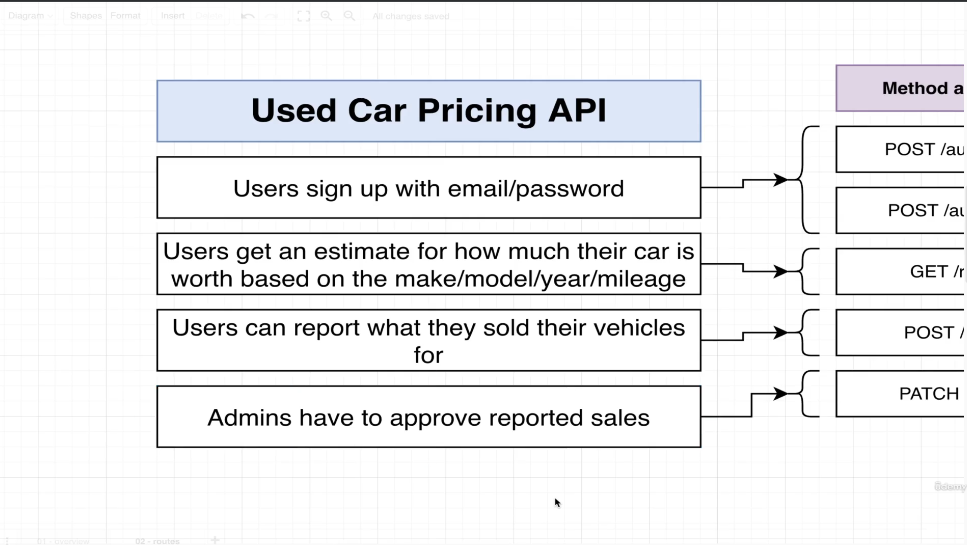 Diagram Shapes Format Insert All changes saved
Used Car Pricing API
Method a
Users sign up with email/password
POST /au
POST /au
Users get an estimate for how much their car is
worth based on the make/model/year/mileage
GET /r
Users can report what they sold their vehicles
for
POST /
Admins have to approve reported sales
PATCH
Udemy
01 - overview 02 - routes